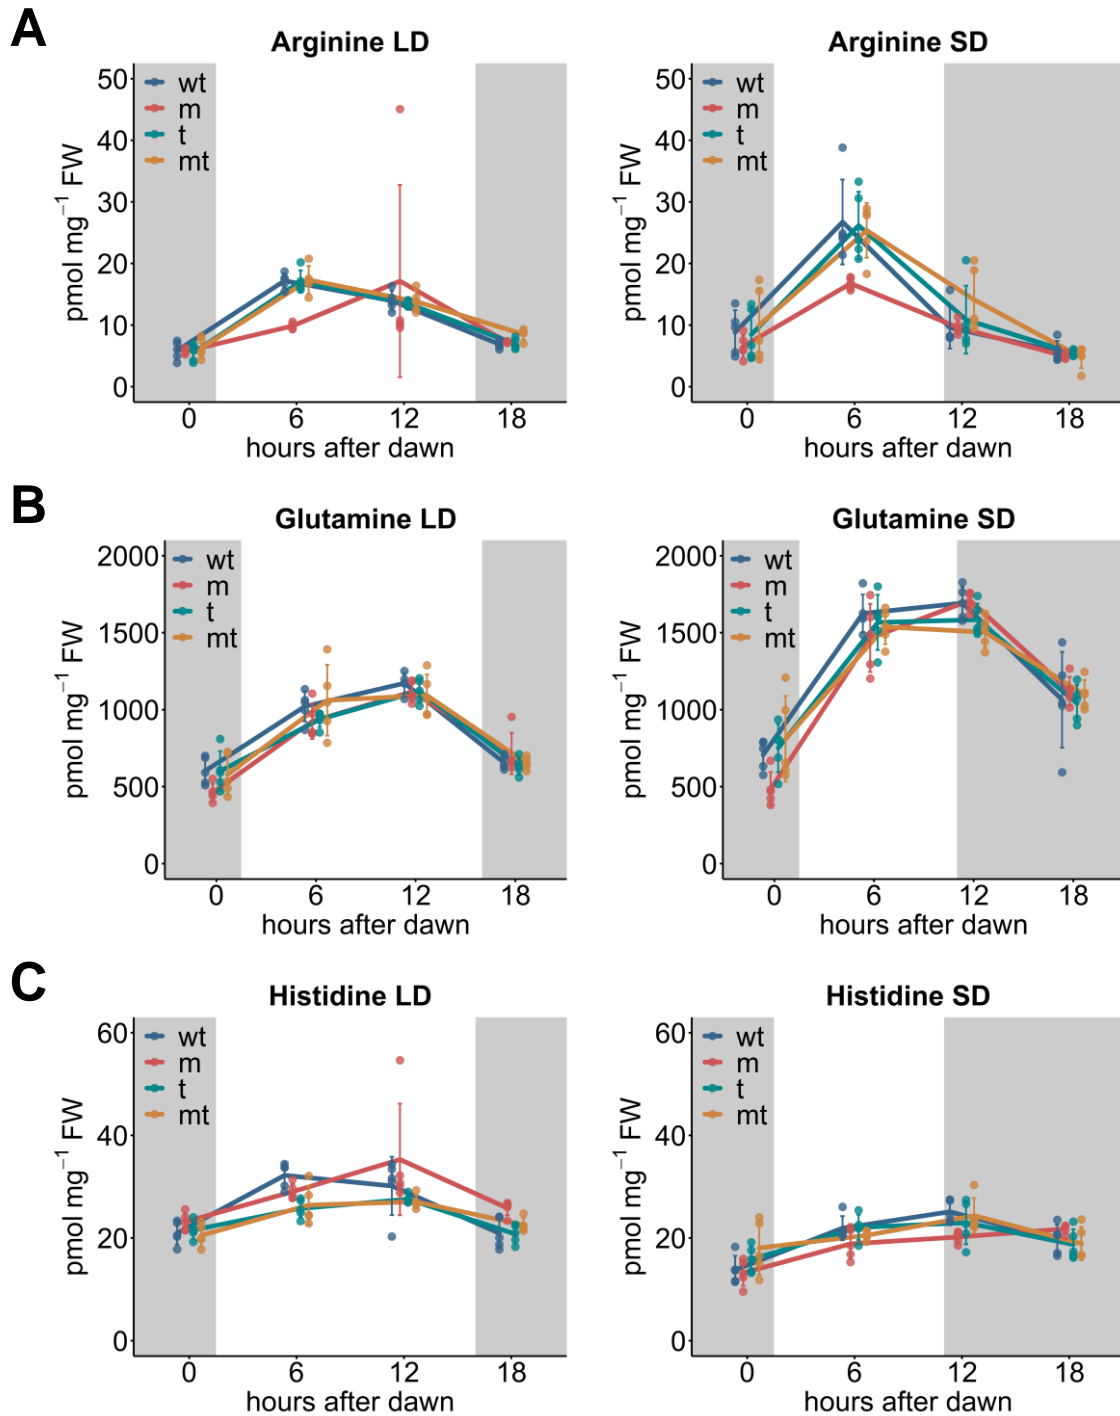 A
Arginine LD
50
40
30
20
10
0
pmol mg⁻¹ FW
wt
m
t
mt
0 6 12 18
hours after dawn
Arginine SD
50
40
30
20
10
0
pmol mg⁻¹ FW
wt
m
t
mt
0 6 12 18
hours after dawn
B
Glutamine LD
2000
1500
1000
500
0
pmol mg⁻¹ FW
wt
m
t
mt
0 6 12 18
hours after dawn
Glutamine SD
2000
1500
1000
500
0
pmol mg⁻¹ FW
wt
m
t
mt
0 6 12 18
hours after dawn
C
Histidine LD
60
40
20
0
pmol mg⁻¹ FW
wt
m
t
mt
0 6 12 18
hours after dawn
Histidine SD
60
40
20
0
pmol mg⁻¹ FW
wt
m
t
mt
0 6 12 18
hours after dawn